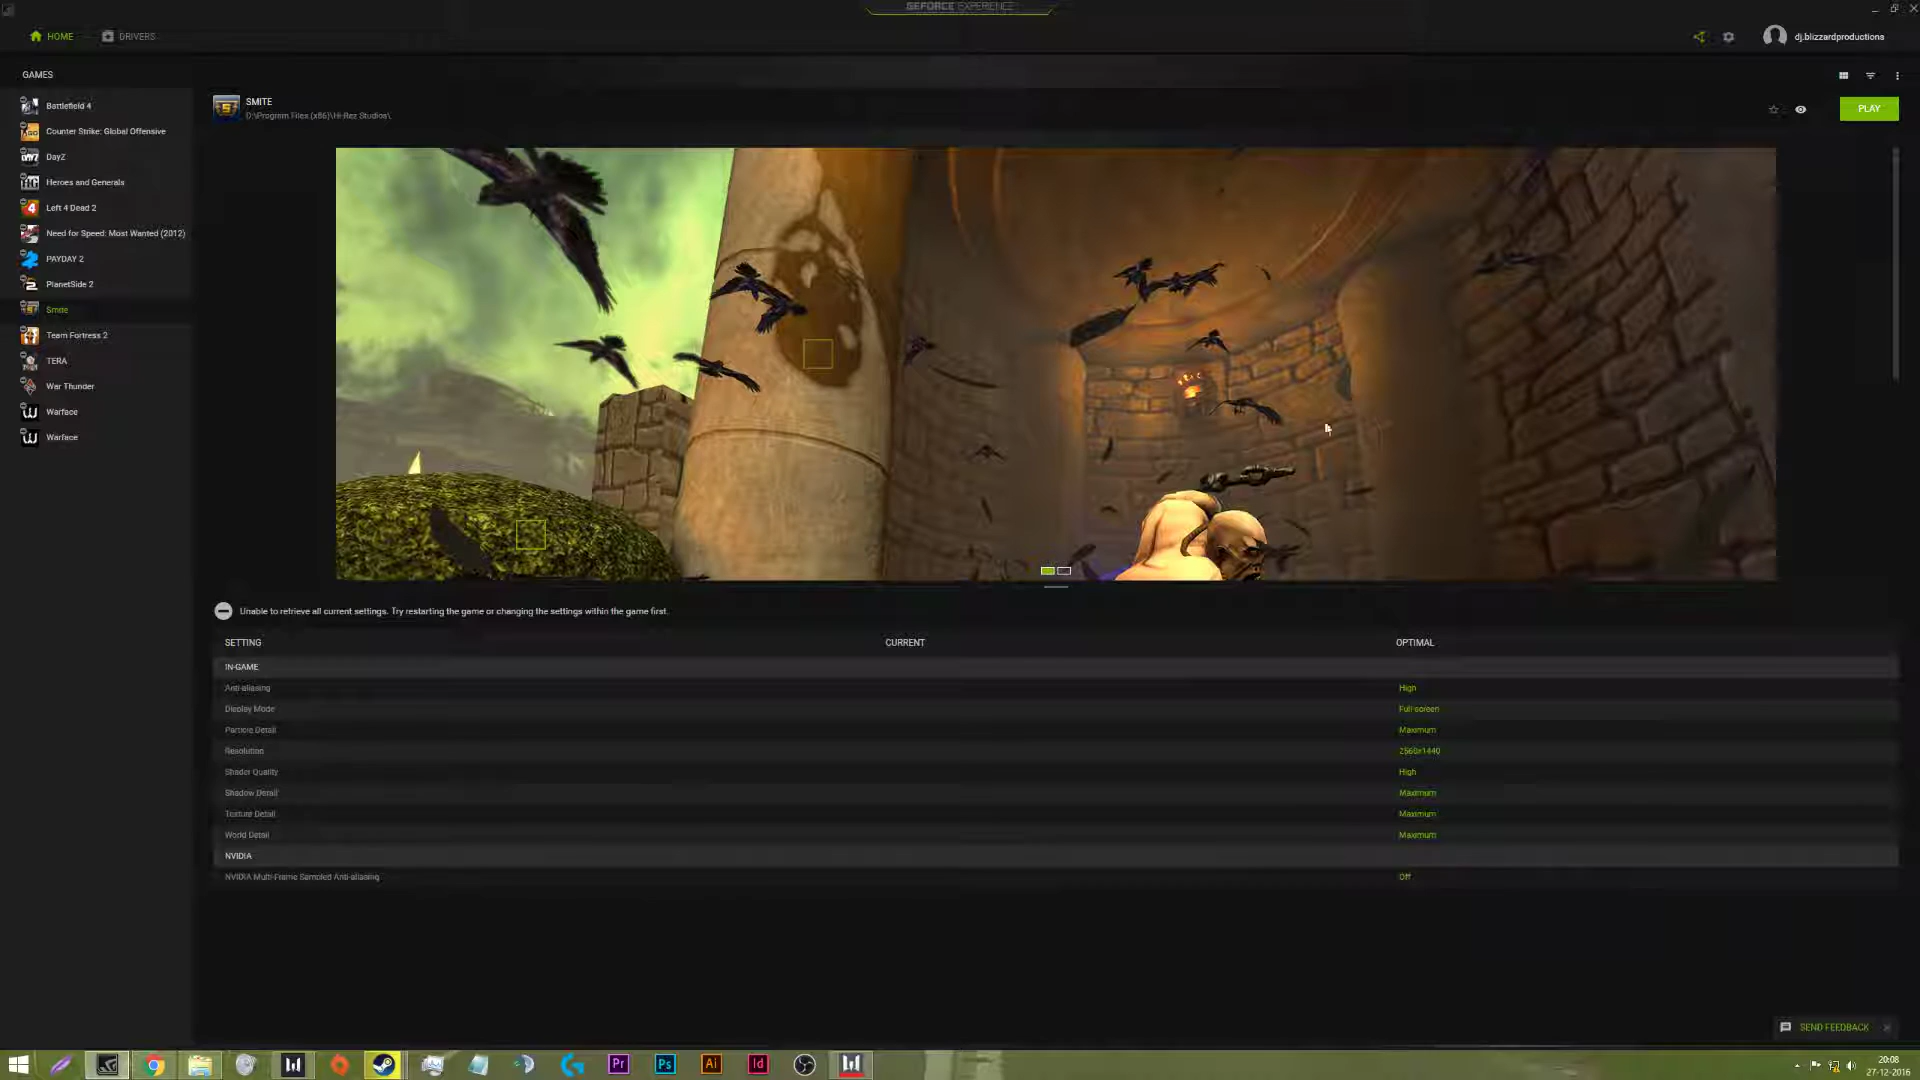 GEFORCE EXPERIENCE
HOME
DRIVERS
dj.blizzardproductions
GAMES
Battlefield 4
Counter Strike: Global Offensive
DayZ
Heroes and Generals
Left 4 Dead 2
Need for Speed: Most Wanted (2012)
PAYDAY 2
PlanetSide 2
Smite
Team Fortress 2
TERA
War Thunder
Warface
Warface
SMITE
D:\Program Files (x86)\Hi-Rez Studios\
PLAY
Unable to retrieve all current settings. Try restarting the game or changing the settings within the game first.
SETTING CURRENT OPTIMAL
IN-GAME
Anti-aliasing High
Display Mode Full-screen
Particle Detail Maximum
Resolution 2560x1440
Shader Quality High
Shadow Detail Maximum
Texture Detail Maximum
World Detail Maximum
NVIDIA
NVIDIA Multi-Frame Sampled Anti-aliasing Off
SEND FEEDBACK
Pr Ps Ai Id
20:08
27-12-2016